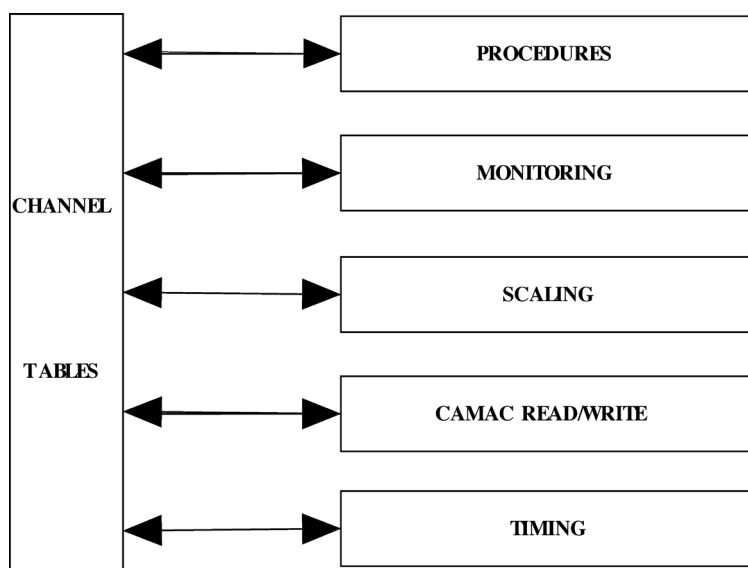 PROCEDURES
MONITORING
CHANNEL
SCALING
TABLES
CAMAC READ/WRITE
TIMING